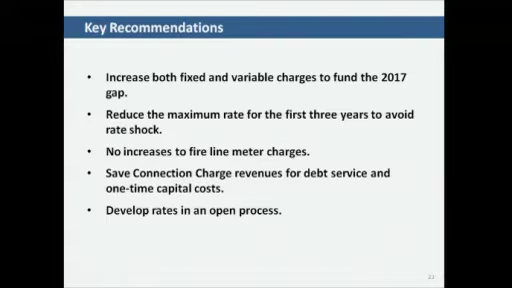 Key Recommendations
• Increase both fixed and variable charges to fund the 2017
gap.
• Reduce the maximum rate for the first three years to avoid
rate shock.
• No increases to fire line meter charges.
• Save Connection Charge revenues for debt service and
one-time capital costs.
• Develop rates in an open process.